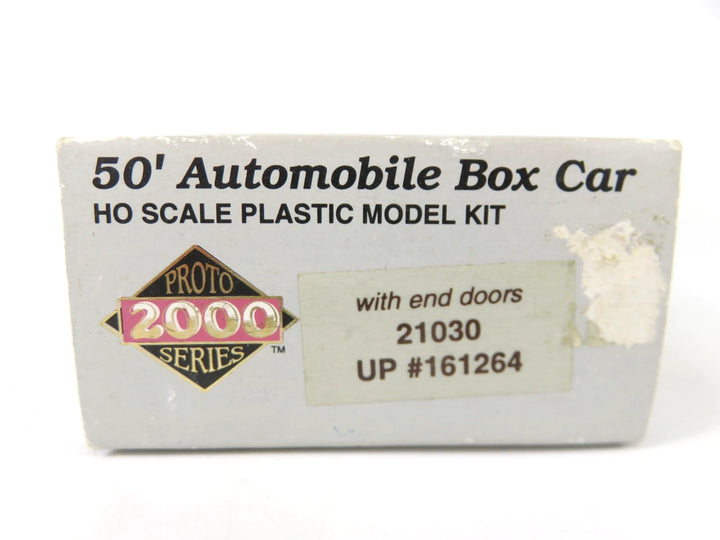 50' Automobile Box Car
HO SCALE PLASTIC MODEL KIT
PROTO
2000
SERIES ™
with end doors
21030
UP #161264